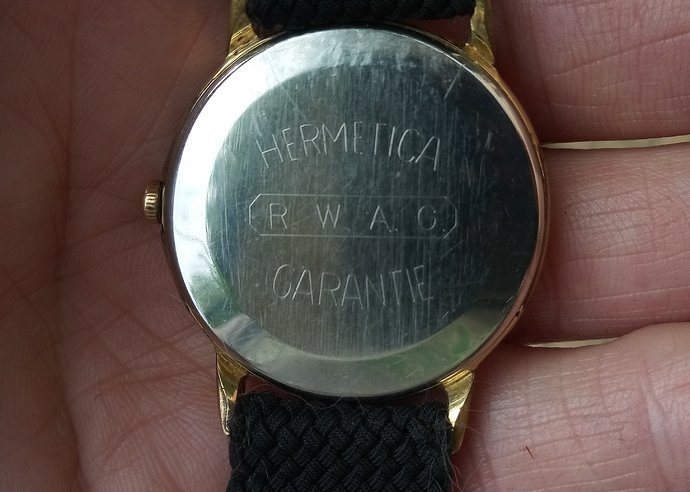 HERMETICA
R. W. A. G.
GARANTIE